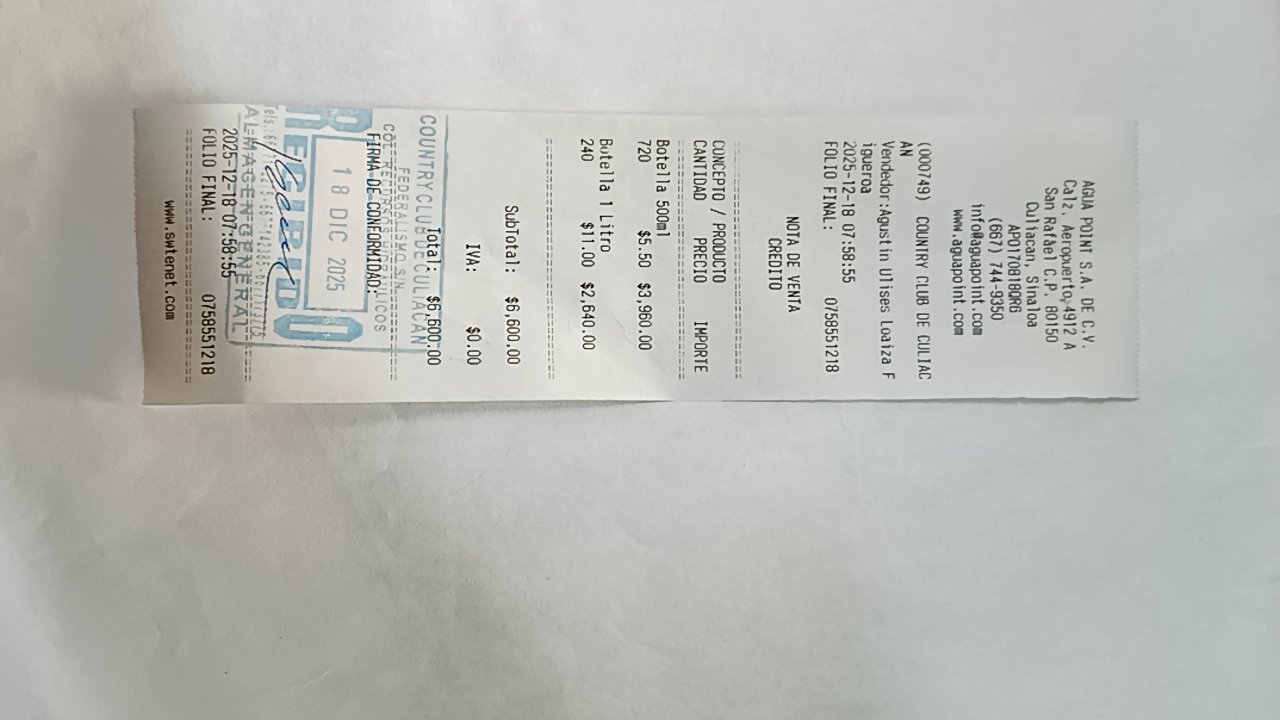 AGUA POINT S.A. DE C.V.
Calz. Aeropuerto,4912 A
San Rafael C.P. 80150
Culiacan, Sinaloa
APO170818DR6
(667) 744-9350
info@aguapoint.com
www.aguapoint.com
(000749) COUNTRY CLUB DE CULIAC
AN
Vendedor:Agustin Ulises Loaiza F
igueroa
2025-12-18 07:58:55
FOLIO FINAL: 0758551218
NOTA DE VENTA
CREDITO
CONCEPTO / PRODUCTO
CANTIDAD PRECIO IMPORTE
Botella 500ml
720 $5.50 $3,960.00
Botella 1 Litro
240 $11.00 $2,640.00
SubTotal: $6,600.00
IVA: $0.00
Total: $6,600.00
COUNTRY CLUB DE CULIACAN
FEDERALISMO S/N
COL. RECURSOS HIDRAULICOS
FIRMA DE CONFORMIDAD:
18 DIC 2025
RECIBIDO
ALMACEN GENERAL
2025-12-18 07:58:55
FOLIO FINAL: 0758551218
www.swtenet.com